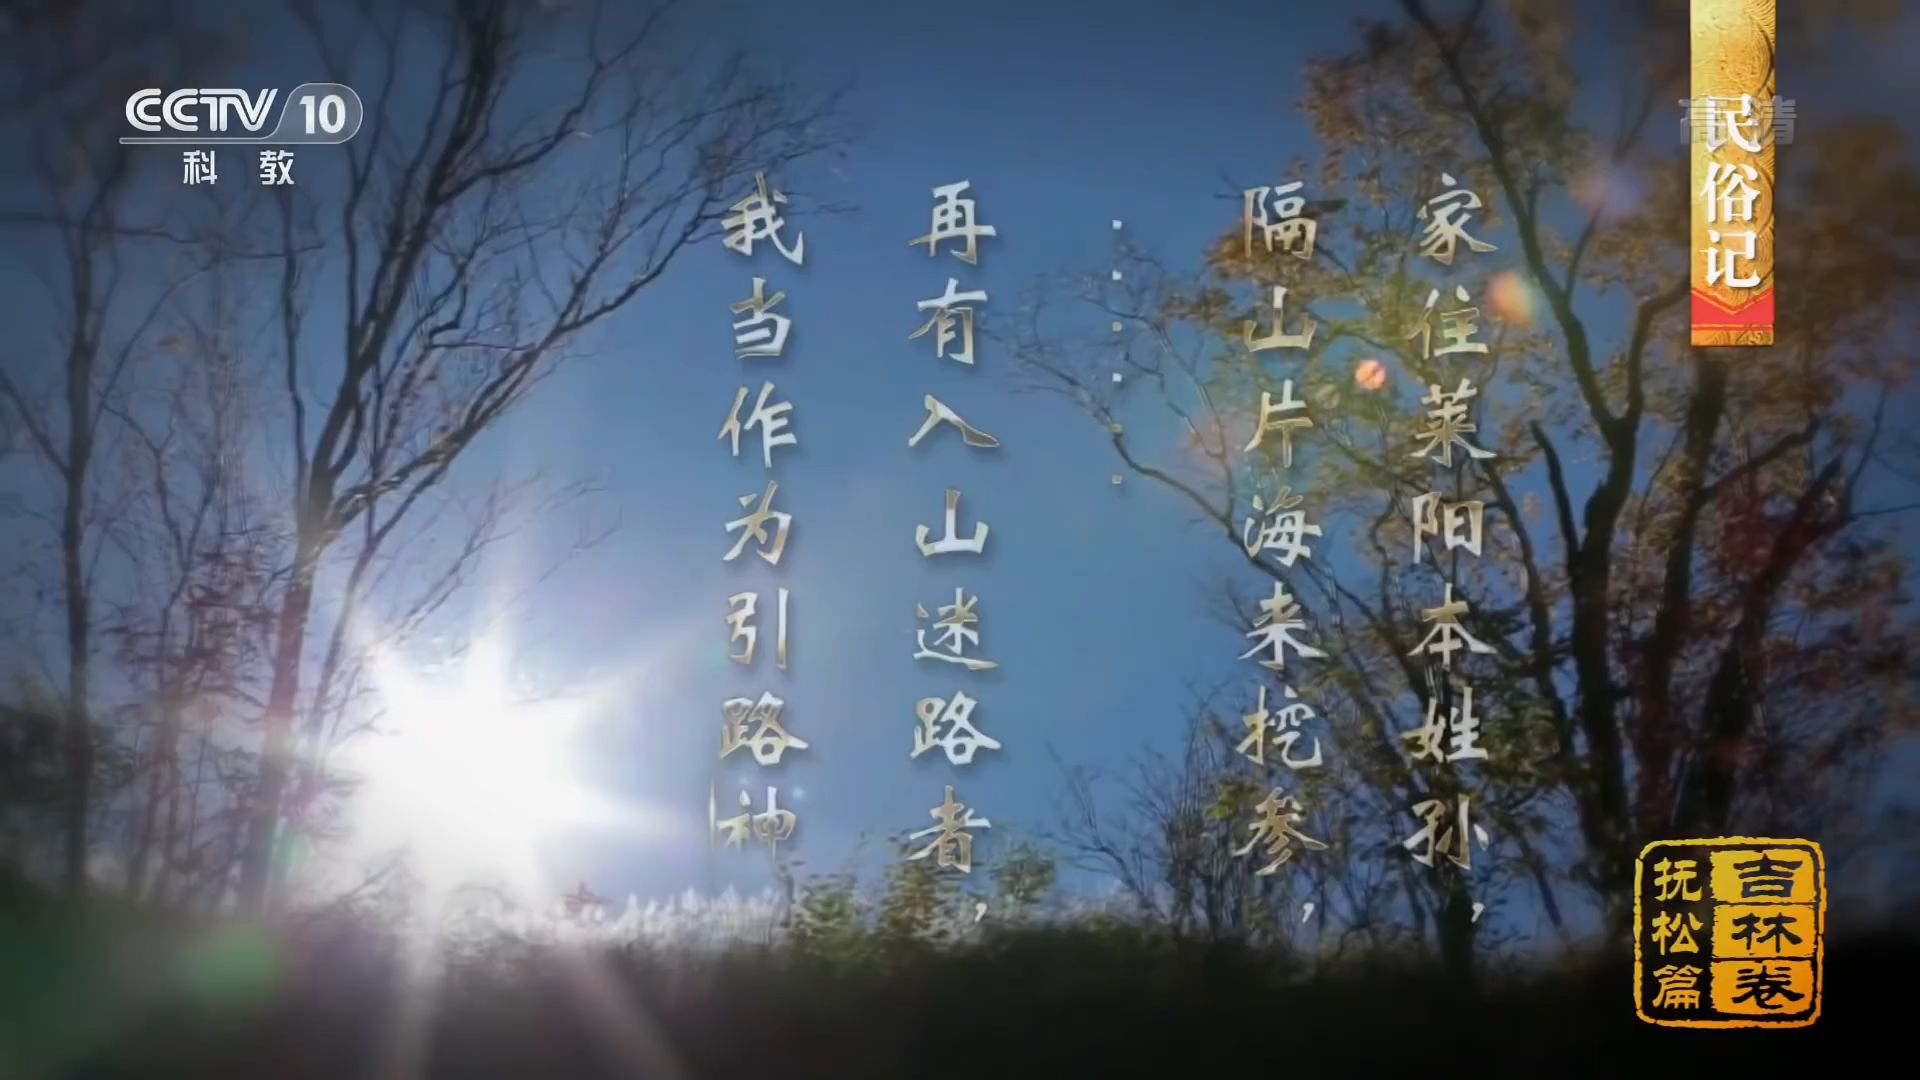 CCTV 10
科 教
高清
民俗记
家住莱阳本姓孙，
隔山片海来挖参，
······
再有入山迷路者，
我当作为引路神
吉林卷
抚松篇